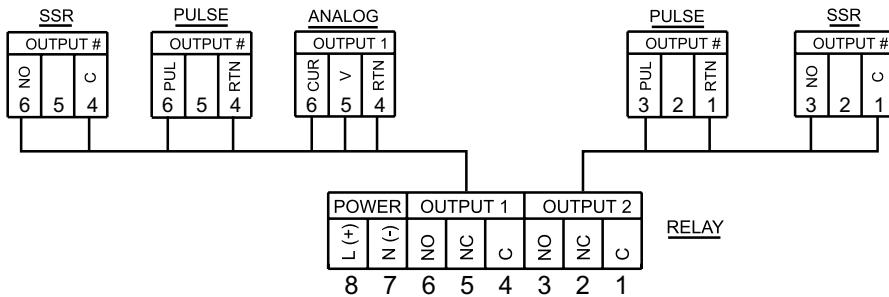 SSR PULSE ANALOG PULSE SSR
OUTPUT # OUTPUT # OUTPUT 1 OUTPUT # OUTPUT #
NO C PUL RTN CUR V RTN PUL RTN NO C
6 5 4 6 5 4 6 5 4 3 2 1 3 2 1
POWER OUTPUT 1 OUTPUT 2
RELAY
L (+) N (-) NO NC C NO NC C
8 7 6 5 4 3 2 1